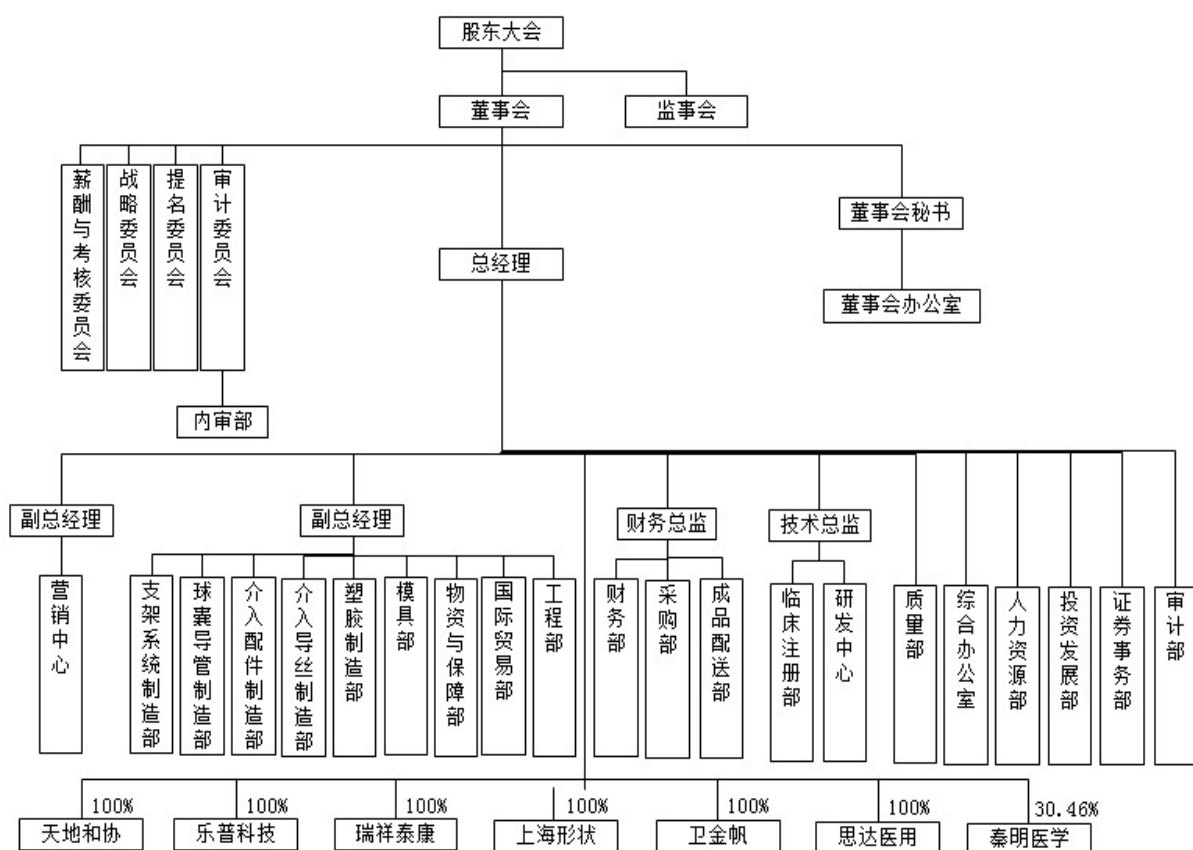 股东大会
董事会
监事会
薪酬与考核委员会
战略委员会
提名委员会
审计委员会
董事会秘书
总经理
董事会办公室
内审部
副总经理
副总经理
财务总监
技术总监
营销中心
支架系统制造部
球囊导管制造部
介入配件制造部
介入导丝制造部
塑胶制造部
模具部
物资与保障部
国际贸易部
工程部
财务部
采购部
成品配送部
临床注册部
研发中心
质量部
综合办公室
人力资源部
投资发展部
证券事务部
审计部
100%
100%
100%
100%
100%
100%
30.46%
天地和协
乐普科技
瑞祥泰康
上海形状
卫金帆
思达医用
秦明医学